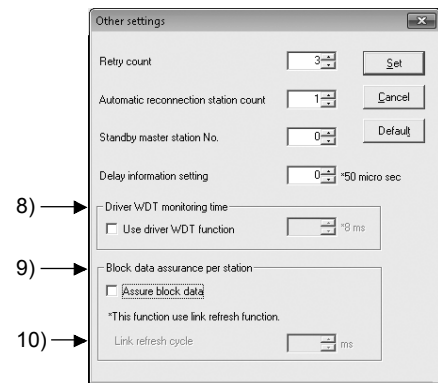 Other settings
Retry count 3 Set
Automatic reconnection station count 1 Cancel
Standby master station No. 0 Default
Delay information setting 0 *50 micro sec
8) Driver WDT monitoring time
Use driver WDT function *8 ms
9) Block data assurance per station
Assure block data
*This function use link refresh function.
10) Link refresh cycle ms